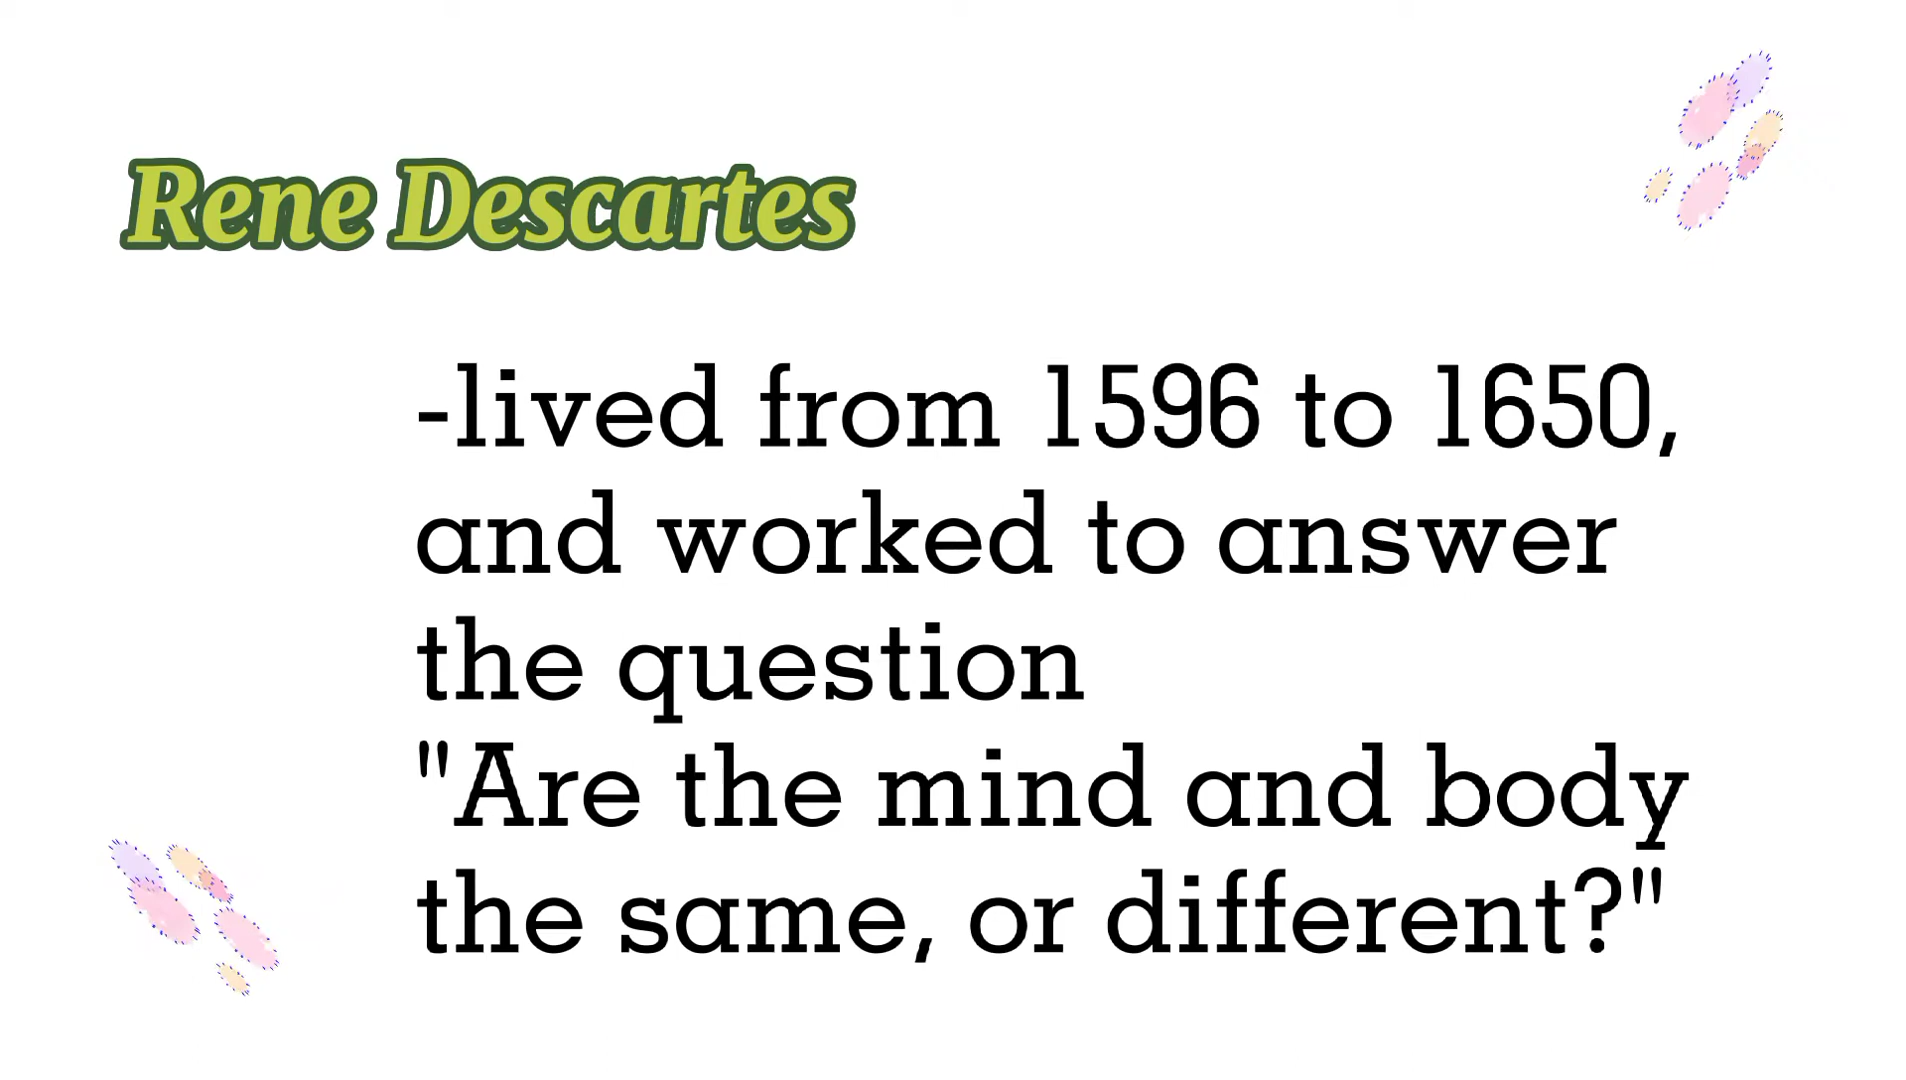 Rene Descartes
-lived from 1596 to 1650,
and worked to answer
the question
"Are the mind and body
the same, or different?"